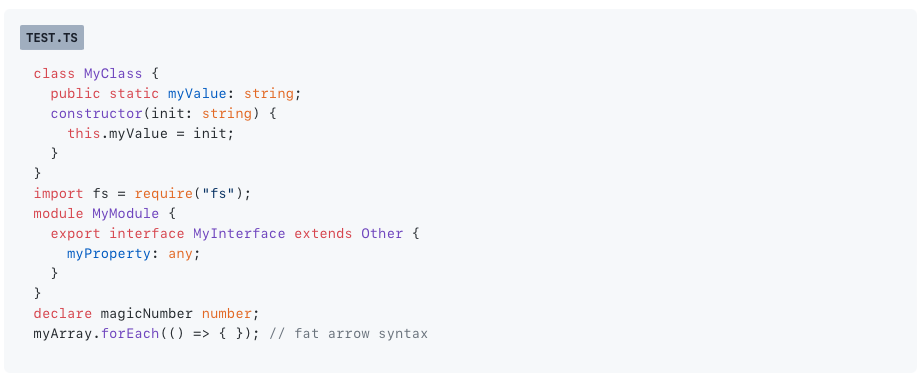 TEST.TS
class MyClass {
  public static myValue: string;
  constructor(init: string) {
    this.myValue = init;
  }
}
import fs = require("fs");
module MyModule {
  export interface MyInterface extends Other {
    myProperty: any;
  }
}
declare magicNumber number;
myArray.forEach(() => { }); // fat arrow syntax